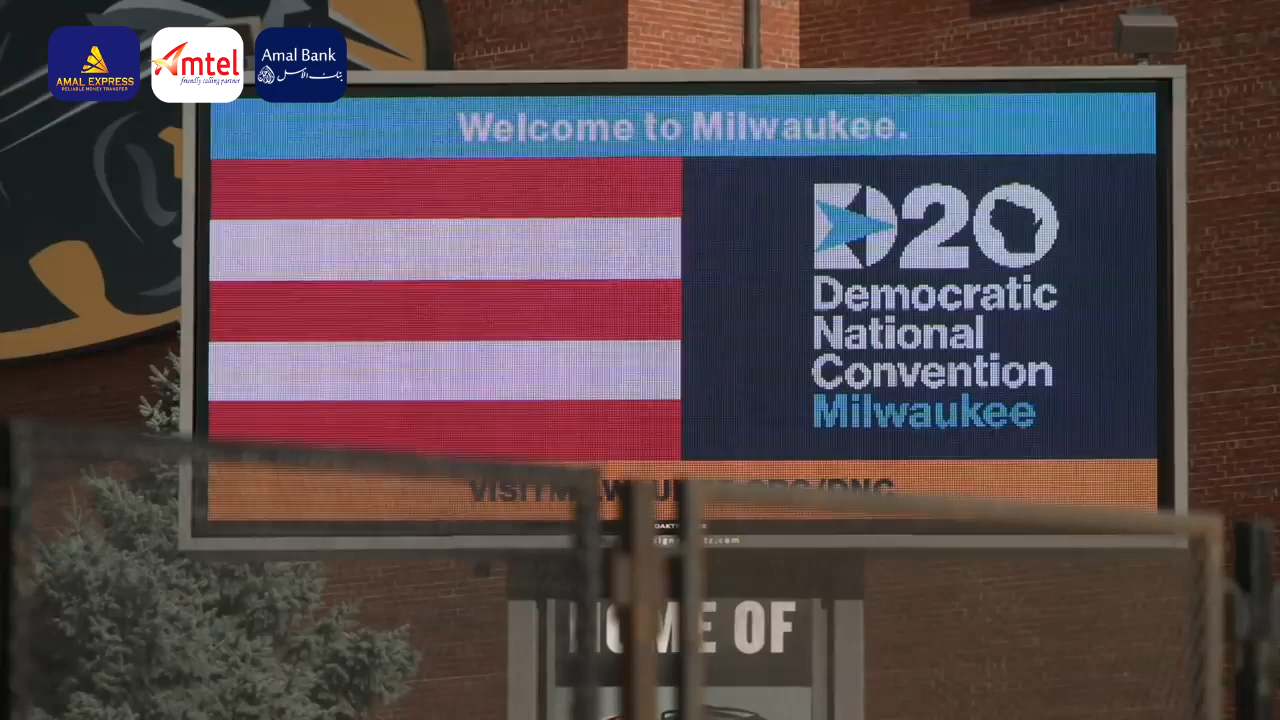 AMAL EXPRESS
RELIABLE MONEY TRANSFER
Amtel
friendly calling partner
Amal Bank
بنك الأمل
Welcome to Milwaukee.
D20
Democratic
National
Convention
Milwaukee
HOME OF